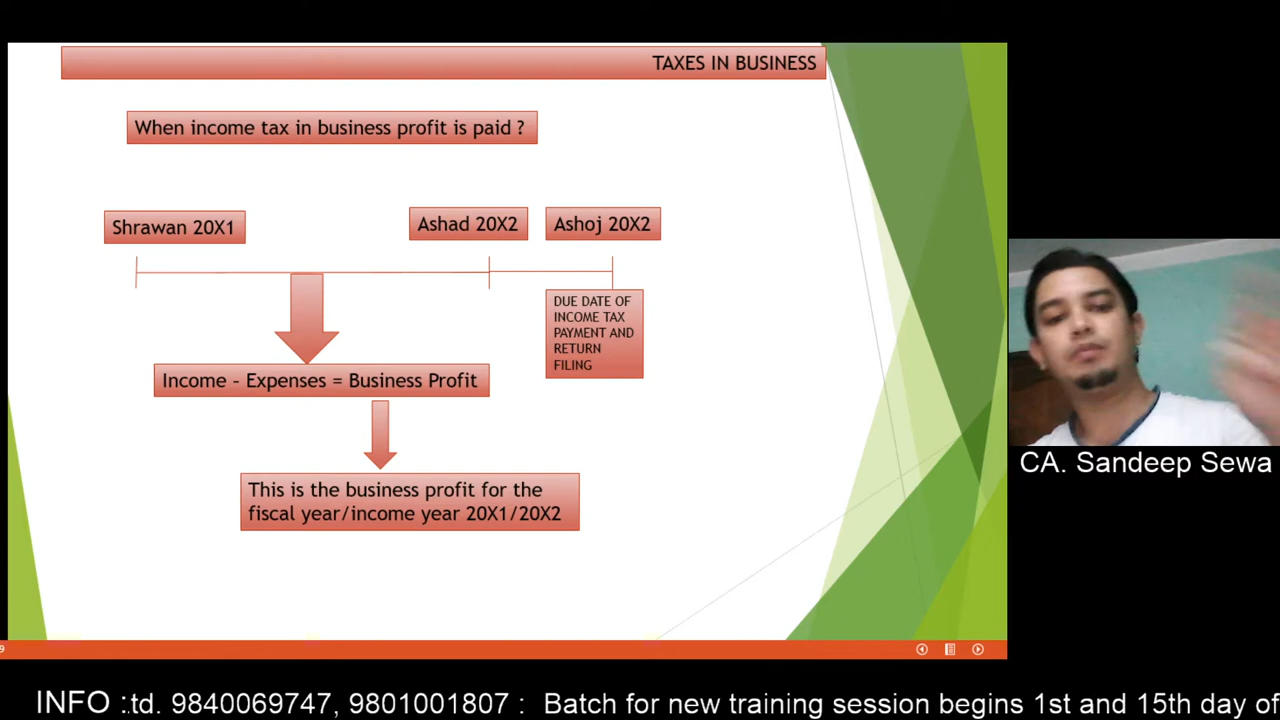 TAXES IN BUSINESS
When income tax in business profit is paid ?
Shrawan 20X1
Ashad 20X2
Ashoj 20X2
DUE DATE OF
INCOME TAX
PAYMENT AND
RETURN
FILING
Income - Expenses = Business Profit
This is the business profit for the
fiscal year/income year 20X1/20X2
CA. Sandeep Sewa
9
INFO :td. 9840069747, 9801001807 : Batch for new training session begins 1st and 15th day of